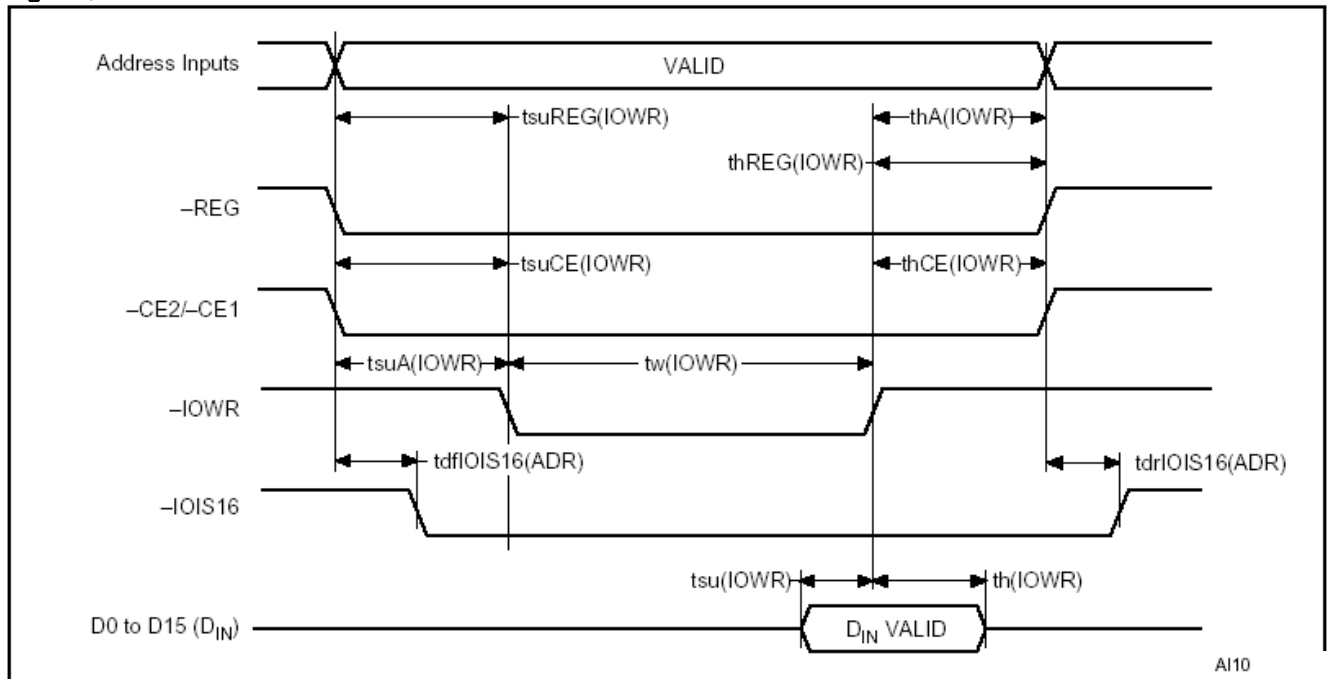 Address Inputs
VALID
tsuREG(IOWR)
thA(IOWR)
thREG(IOWR)
–REG
tsuCE(IOWR)
thCE(IOWR)
–CE2/–CE1
tsuA(IOWR)
tw(IOWR)
–IOWR
tdfIOIS16(ADR)
tdrIOIS16(ADR)
–IOIS16
tsu(IOWR)
th(IOWR)
D0 to D15 (DIN)
DIN VALID
AI10